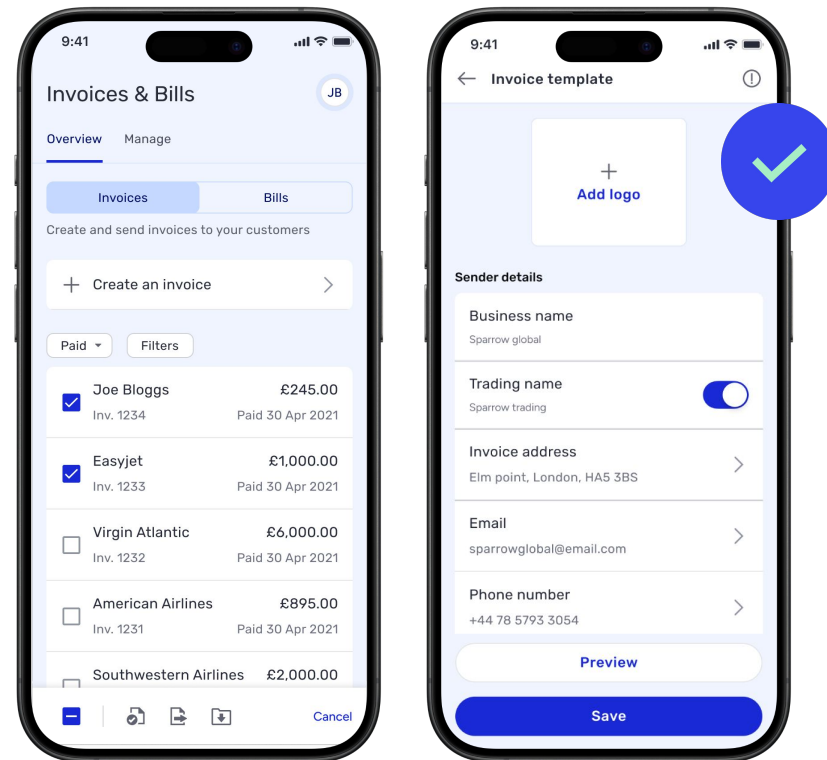 9:41
Invoices & Bills
JB
Overview Manage
Invoices Bills
Create and send invoices to your customers
Create an invoice
Paid Filters
Joe Bloggs £245.00
Inv. 1234 Paid 30 Apr 2021
Easyjet £1,000.00
Inv. 1233 Paid 30 Apr 2021
Virgin Atlantic £6,000.00
Inv. 1232 Paid 30 Apr 2021
American Airlines £895.00
Inv. 1231 Paid 30 Apr 2021
Southwestern Airlines £2,000.00
Cancel
9:41
Invoice template
Add logo
Sender details
Business name
Sparrow global
Trading name
Sparrow trading
Invoice address
Elm point, London, HA5 3BS
Email
sparrowglobal@email.com
Phone number
+44 78 5793 3054
Preview
Save